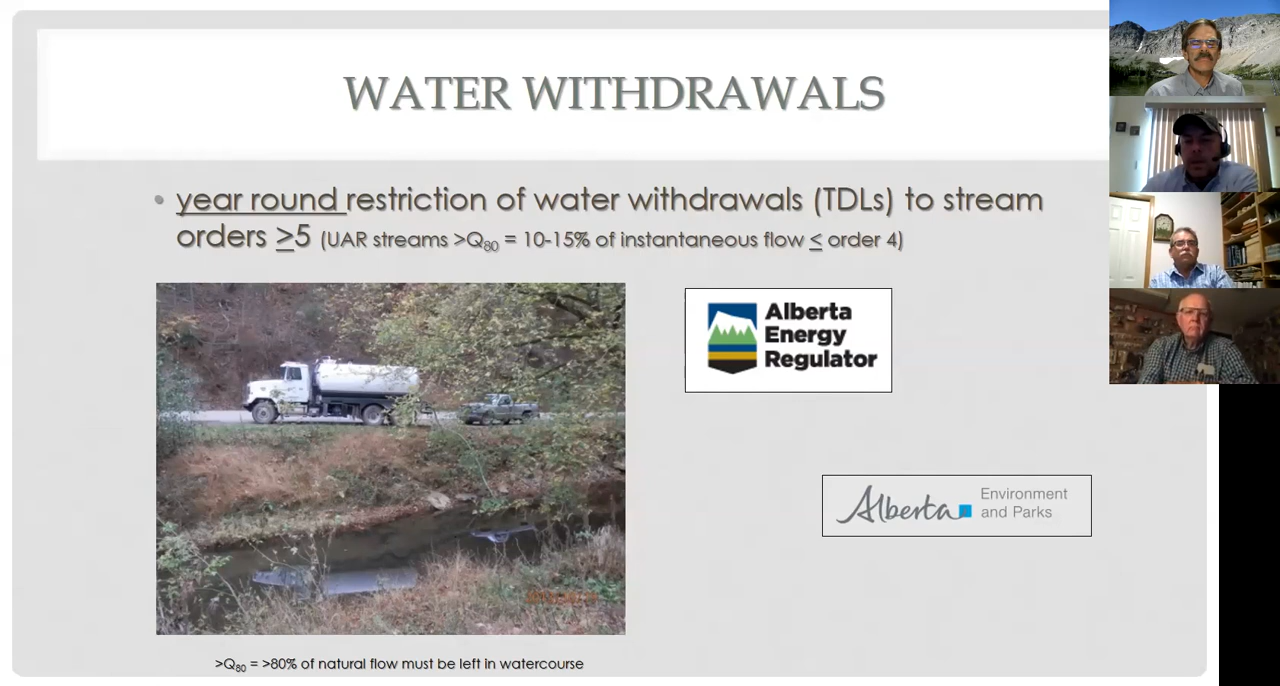 WATER WITHDRAWALS
• year round restriction of water withdrawals (TDLs) to stream
orders ≥5 (UAR streams >Q80 = 10-15% of instantaneous flow ≤ order 4)
Alberta
Energy
Regulator
Alberta
Environment
and Parks
>Q80 = >80% of natural flow must be left in watercourse